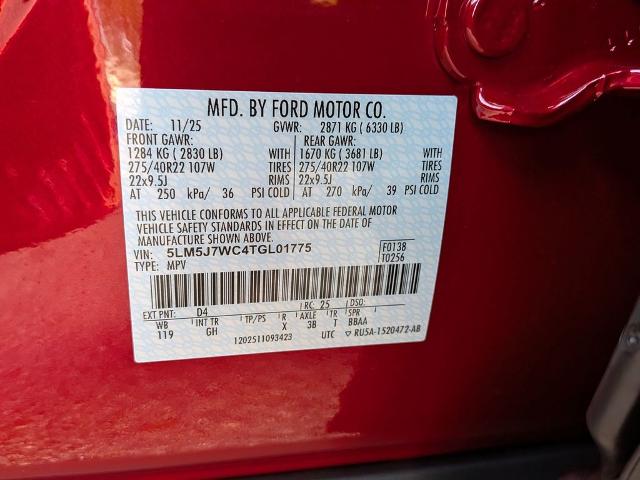 MFD. BY FORD MOTOR CO.
DATE: 11/25 GVWR: 2871 KG ( 6330 LB)
FRONT GAWR: REAR GAWR:
1284 KG ( 2830 LB) WITH 1670 KG ( 3681 LB) WITH
275/40R22 107W TIRES 275/40R22 107W TIRES
22x9.5J RIMS 22x9.5J RIMS
AT 250 kPa/ 36 PSI COLD AT 270 kPa/ 39 PSI COLD
THIS VEHICLE CONFORMS TO ALL APPLICABLE FEDERAL MOTOR
VEHICLE SAFETY STANDARDS IN EFFECT ON THE DATE OF
MANUFACTURE SHOWN ABOVE.
VIN: 5LM5J7WC4TGL01775 F0138
TYPE: MPV T0256
EXT PNT: D4 RC: 25 DSO:
WB INT TR TP/PS R AXLE TR SPR
119 GH X 3B T BBAA
1202511093423 UTC RU5A-1520472-AB